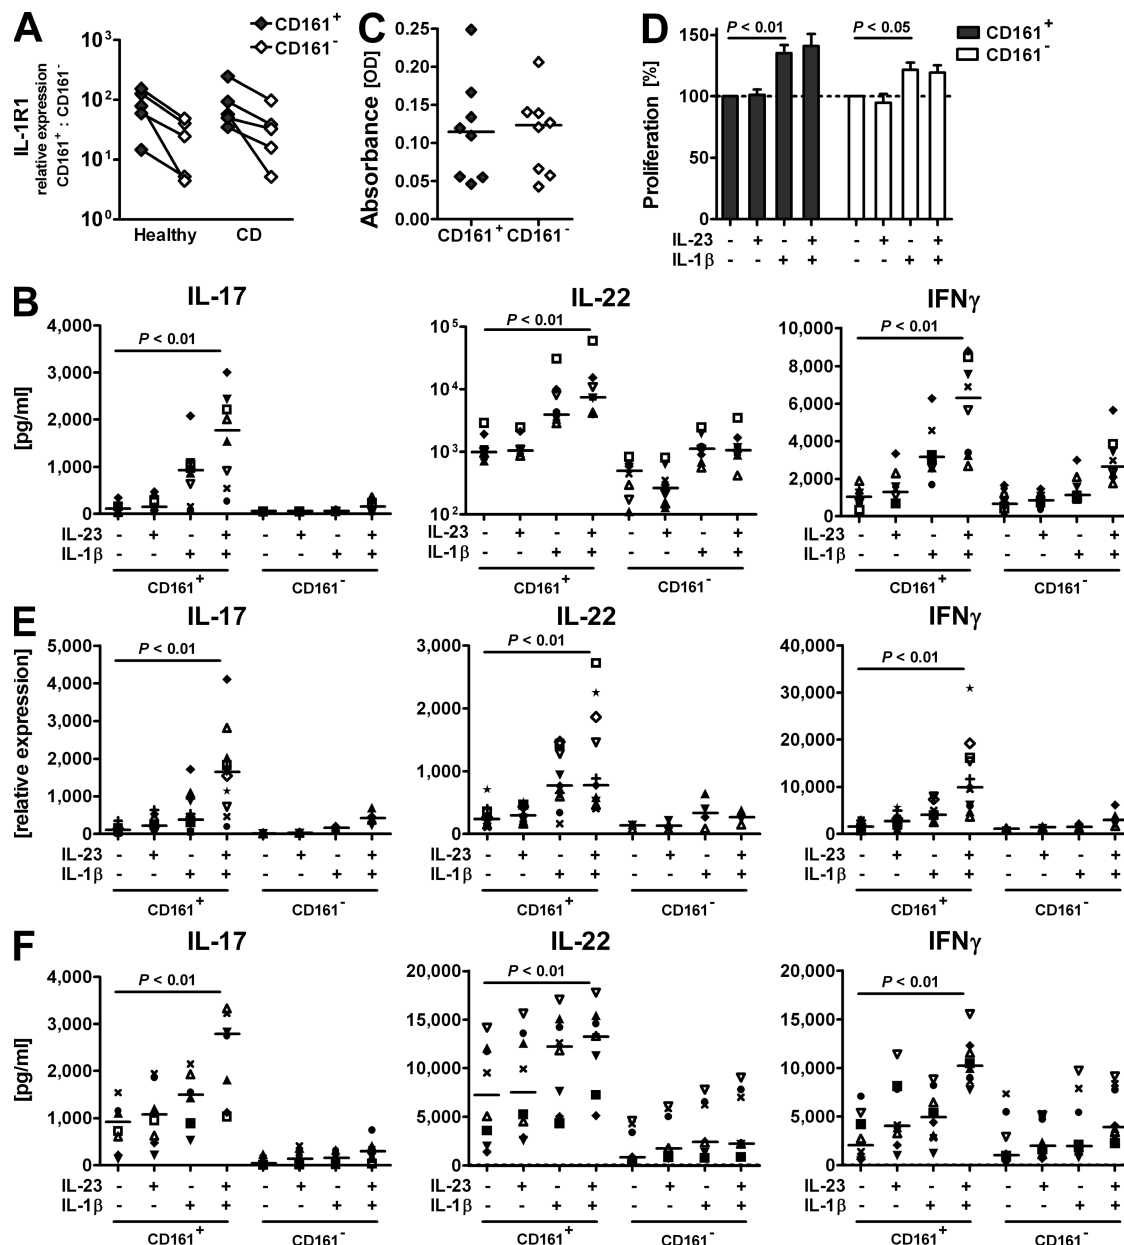 A
CD161+
CD161-
IL-1R1
relative expression
CD161+ : CD161-
10³
10²
10¹
10⁰
Healthy CD
C
Absorbance [OD]
0.25
0.20
0.15
0.10
0.05
0.00
CD161+ CD161-
D
P < 0.01 P < 0.05
CD161+
CD161-
Proliferation [%]
150
100
50
0
IL-23 - + - + - + - +
IL-1β - - + + - - + +
B
IL-17
[pg/ml]
4,000
3,000
2,000
1,000
0
P < 0.01
IL-23 - + - + - + - +
IL-1β - - + + - - + +
CD161+ CD161-
IL-22
10⁵
10⁴
10³
10²
P < 0.01
IL-23 - + - + - + - +
IL-1β - - + + - - + +
CD161+ CD161-
IFNγ
10,000
8,000
6,000
4,000
2,000
0
P < 0.01
- + - + - + - +
- - + + - - + +
CD161+ CD161-
E
IL-17
[relative expression]
5,000
4,000
3,000
2,000
1,000
0
P < 0.01
IL-23 - + - + - + - +
IL-1β - - + + - - + +
CD161+ CD161-
IL-22
3,000
2,000
1,000
0
P < 0.01
IL-23 - + - + - + - +
IL-1β - - + + - - + +
CD161+ CD161-
IFNγ
40,000
30,000
20,000
10,000
0
P < 0.01
IL-23 - + - + - + - +
IL-1β - - + + - - + +
CD161+ CD161-
F
IL-17
[pg/ml]
4,000
3,000
2,000
1,000
0
P < 0.01
IL-23 - + - + - + - +
IL-1β - - + + - - + +
CD161+ CD161-
IL-22
20,000
15,000
10,000
5,000
0
P < 0.01
IL-23 - + - + - + - +
IL-1β - - + + - - + +
CD161+ CD161-
IFNγ
20,000
15,000
10,000
5,000
0
P < 0.01
IL-23 - + - + - + - +
IL-1β - - + + - - + +
CD161+ CD161-